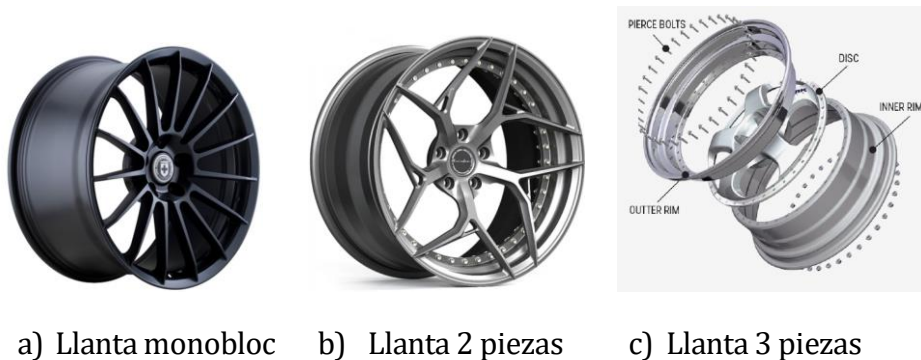 PIERCE BOLTS
DISC
INNER RIM
OUTTER RIM
a) Llanta monobloc b) Llanta 2 piezas c) Llanta 3 piezas